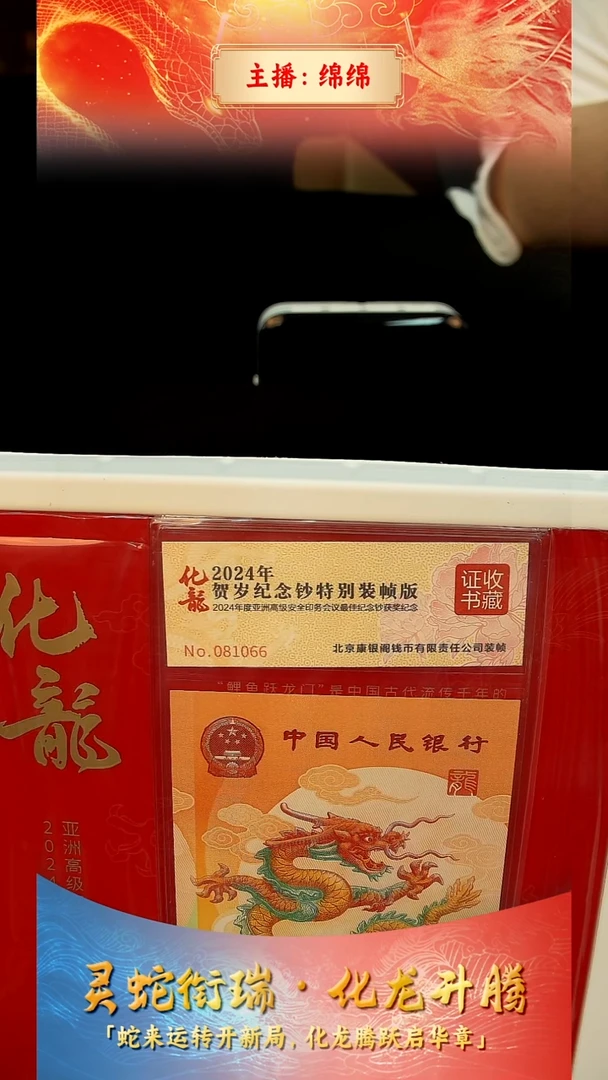 主播：绵绵
化龍
2024年
贺岁纪念钞特别装帧版
2024年度亚洲高级安全印务会议最佳纪念钞获奖纪念
证书
收藏
No.081066
北京康银阁钱币有限责任公司装帧
化龍
“鲤鱼跃龙门”是中国古代流传千年的
中国人民银行
龍
亚洲高级
2024
灵蛇衔瑞·化龙升腾
「蛇来运转开新局，化龙腾跃启华章」